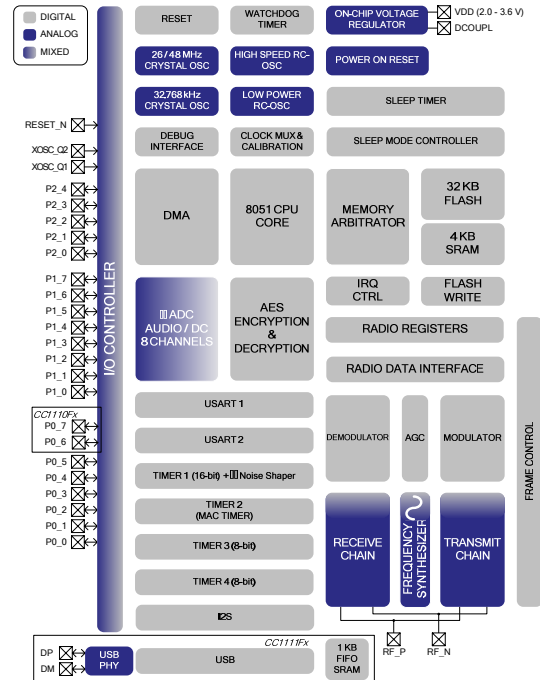 DIGITAL
ANALOG
MIXED
RESET
WATCHDOG
TIMER
ON-CHIP VOLTAGE
REGULATOR
VDD (2.0 - 3.6 V)
DCOUPL
26 / 48 MHz
CRYSTAL OSC
HIGH SPEED RC-
OSC
POWER ON RESET
32,768kHz
CRYSTAL OSC
LOW POWER
RC-OSC
SLEEP TIMER
RESET_N
DEBUG
INTERFACE
CLOCK MUX &
CALIBRATION
SLEEP MODE CONTROLLER
XOSC_Q2
XOSC_Q1
P2_4
P2_3
P2_2
P2_1
P2_0
DMA
8051 CPU
CORE
MEMORY
ARBITRATOR
32 KB
FLASH
4 KB
SRAM
I/O CONTROLLER
P1_7
P1_6
P1_5
P1_4
P1_3
P1_2
P1_1
P1_0
ADC
AUDIO / DC
8 CHANNELS
AES
ENCRYPTION
&
DECRYPTION
IRQ
CTRL
FLASH
WRITE
RADIO REGISTERS
RADIO DATA INTERFACE
CC1110Fx
P0_7
P0_6
P0_5
P0_4
P0_3
P0_2
P0_1
P0_0
USART 1
USART 2
TIMER 1 (16-bit) + Noise Shaper
TIMER 2
(MAC TIMER)
TIMER 3 (8-bit)
TIMER 4 (8-bit)
I2S
DEMODULATOR
AGC
MODULATOR
FRAME CONTROL
RECEIVE
CHAIN
FREQUENCY
SYNTHESIZER
TRANSMIT
CHAIN
RF_P
RF_N
CC1111Fx
DP
DM
USB
PHY
USB
1 KB
FIFO
SRAM